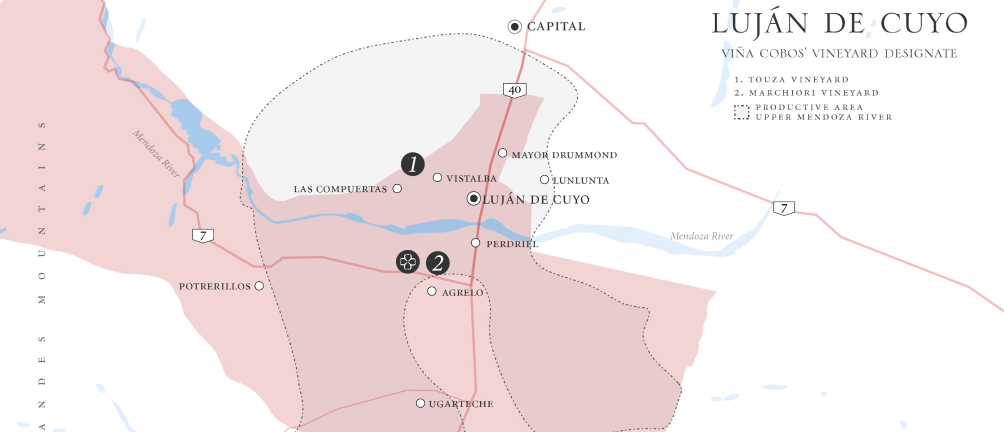 LUJÁN DE CUYO
VIÑA COBOS' VINEYARD DESIGNATE
1. TOUZA VINEYARD
2. MARCHIORI VINEYARD
PRODUCTIVE AREA
UPPER MENDOZA RIVER
CAPITAL
40
MAYOR DRUMMOND
Mendoza River
1
VISTALBA
LUNLUNTA
LAS COMPUERTAS
LUJÁN DE CUYO
7
7
Mendoza River
PERDRIEL
2
POTRERILLOS
AGRELO
UGARTECHE
ANDES MOUNTAINS